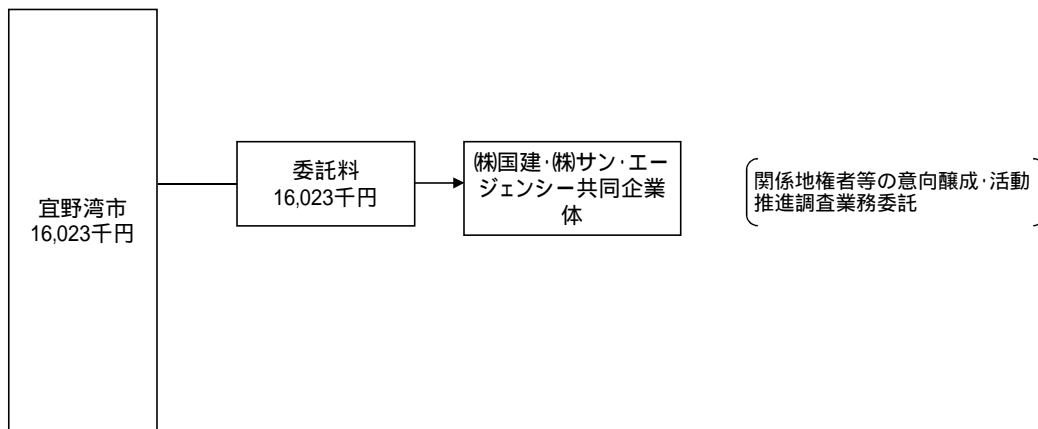 宜野湾市
16,023千円
委託料
16,023千円
㈱国建・㈱サン・エー
ジェンシー共同企業
体
関係地権者等の意向醸成・活動
推進調査業務委託